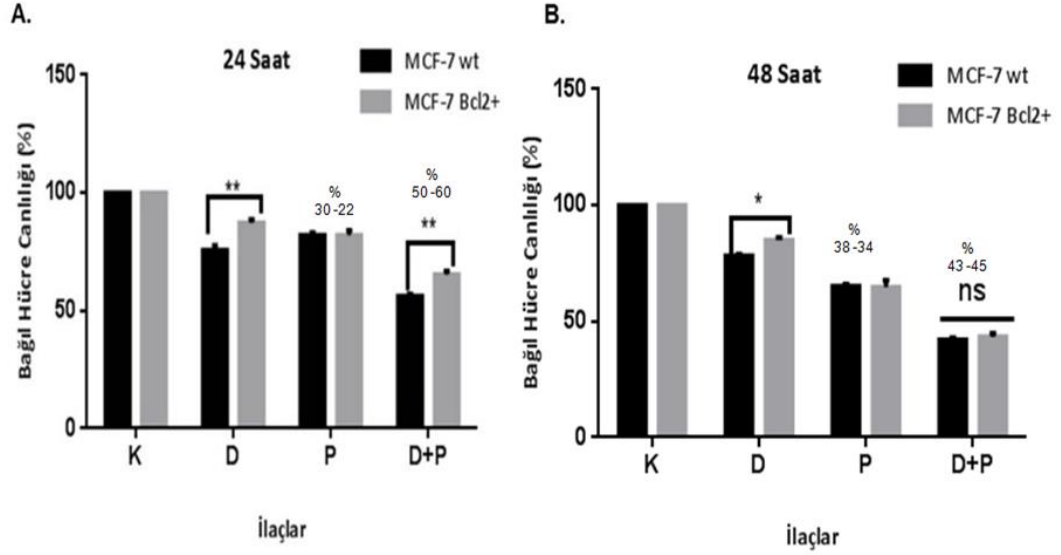 A.
24 Saat
MCF-7 wt
MCF-7 Bcl2+
Bağıl Hücre Canlılığı (%)
150
100
50
0
**
%
30-22
%
50-60
**
K D P D+P
İlaçlar
B.
48 Saat
MCF-7 wt
MCF-7 Bcl2+
Bağıl Hücre Canlılığı (%)
150
100
50
0
*
%
38-34
%
43-45
ns
K D P D+P
İlaçlar